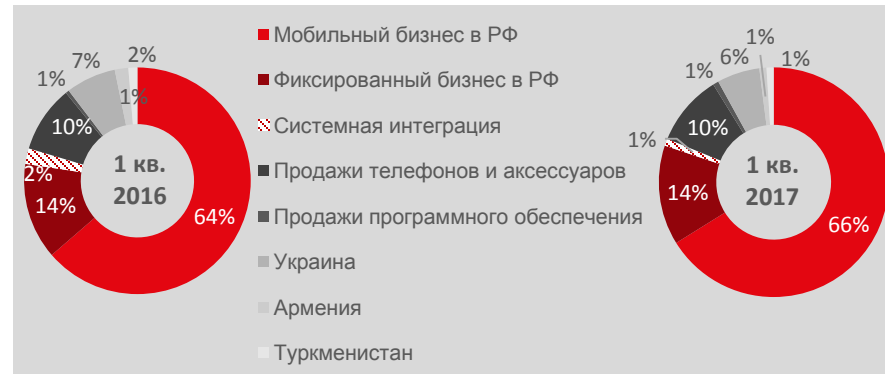 2%
7%
1%
1%
10%
1 кв.
2016
2%
14%
64%
Мобильный бизнес в РФ
Фиксированный бизнес в РФ
Системная интеграция
Продажи телефонов и аксессуаров
Продажи программного обеспечения
Украина
Армения
Туркменистан
1%
6%
1%
1%
10%
1%
1 кв.
2017
14%
66%